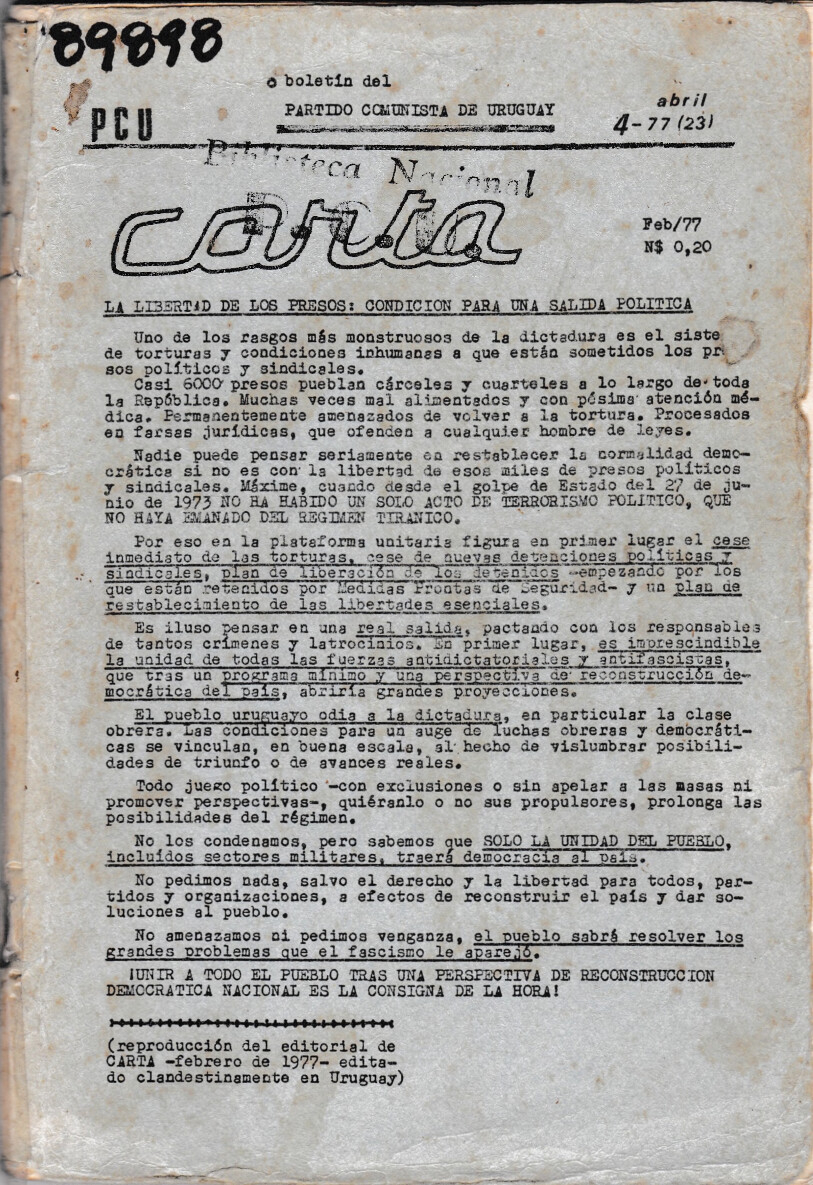 89898
boletín del
PARTIDO COMUNISTA DE URUGUAY
PCU
abril
4-77 (23)
Biblioteca Nacional
carta
Feb/77
N$ 0,20
LA LIBERTAD DE LOS PRESOS: CONDICION PARA UNA SALIDA POLITICA
Uno de los rasgos más monstruosos de la dictadura es el siste
de torturas y condiciones inhumanas a que están sometidos los pr
sos políticos y sindicales.
Casi 6000 presos pueblan cárceles y cuarteles a lo largo de toda
la República. Muchas veces mal alimentados y con pésima atención mé-
dica. Permanentemente amenazados de volver a la tortura. Procesados
en farsas jurídicas, que ofenden a cualquier hombre de leyes.
Nadie puede pensar seriamente en restablecer la normalidad demo-
crática si no es con la libertad de esos miles de presos políticos
y sindicales. Máxime, cuando desde el golpe de Estado del 27 de ju-
nio de 1973 NO HA HABIDO UN SOLO ACTO DE TERRORISMO POLITICO, QUE
NO HAYA EMANADO DEL REGIMEN TIRANICO.
Por eso en la plataforma unitaria figura en primer lugar el cese
inmediato de las torturas, cese de nuevas detenciones políticas y
sindicales, plan de liberación de los detenidos -empezando por los
que están retenidos por Medidas Prontas de Seguridad- y un plan de
restablecimiento de las libertades esenciales.
Es iluso pensar en una real salida, pactando con los responsables
de tantos crímenes y latrocinios. En primer lugar, es imprescindible
la unidad de todas las fuerzas antidictatoriales y antifascistas,
que tras un programa mínimo y una perspectiva de reconstrucción de-
mocrática del país, abriría grandes proyecciones.
El pueblo uruguayo odia a la dictadura, en particular la clase
obrera. Las condiciones para un auge de luchas obreras y democráti-
cas se vinculan, en buena escala, al hecho de vislumbrar posibili-
dades de triunfo o de avances reales.
Todo juego político -con exclusiones o sin apelar a las masas ni
promover perspectivas-, quiéranlo o no sus propulsores, prolonga las
posibilidades del régimen.
No los condenamos, pero sabemos que SOLO LA UNIDAD DEL PUEBLO,
incluídos sectores militares, traerá democracia al país.
No pedimos nada, salvo el derecho y la libertad para todos, par-
tidos y organizaciones, a efectos de reconstruir el país y dar so-
luciones al pueblo.
No amenazamos ni pedimos venganza, el pueblo sabrá resolver los
grandes problemas que el fascismo le aparejó.
¡UNIR A TODO EL PUEBLO TRAS UNA PERSPECTIVA DE RECONSTRUCCION
DEMOCRATICA NACIONAL ES LA CONSIGNA DE LA HORA!
(reproducción del editorial de
CARTA -febrero de 1977- edita-
do clandestinamente en Uruguay)